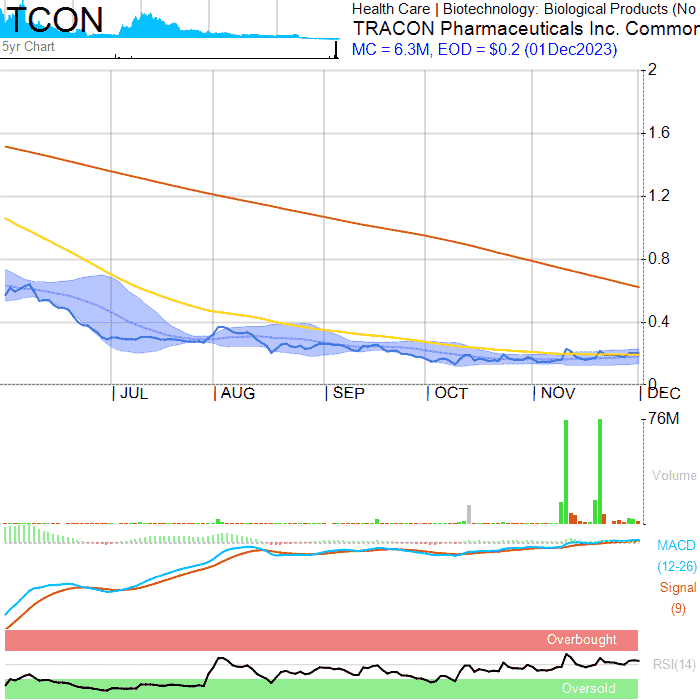 TCON
5yr Chart
Health Care | Biotechnology: Biological Products (No
TRACON Pharmaceuticals Inc. Common
MC = 6.3M, EOD = $0.2 (01Dec2023)
2
1.6
1.2
0.8
0.4
0
| JUL | AUG | SEP | OCT | NOV | DEC
76M
Volume
MACD
(12-26)
Signal
(9)
Overbought
RSI(14)
Oversold